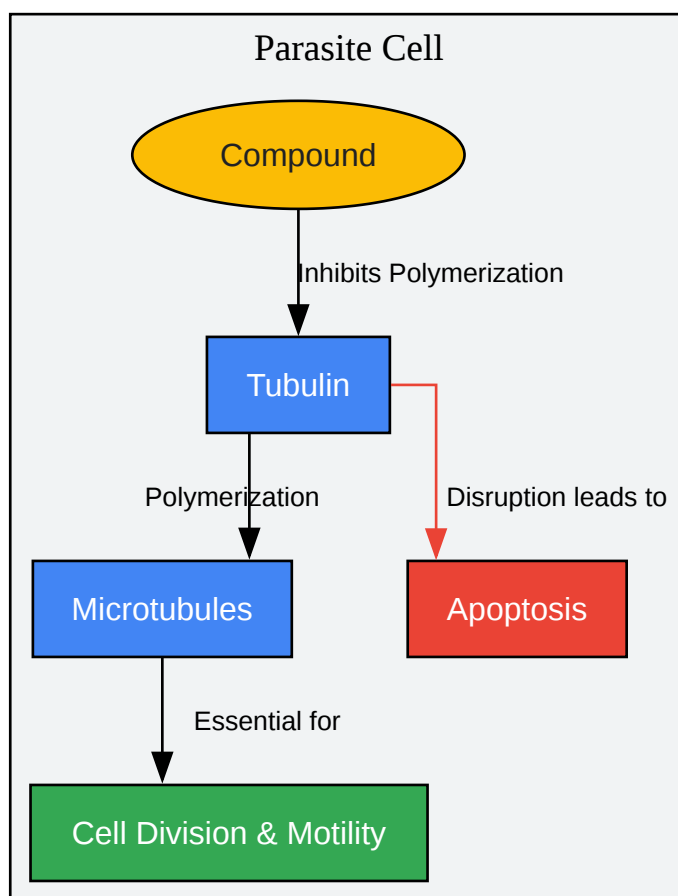 Parasite Cell
Compound
Inhibits Polymerization
Tubulin
Polymerization
Disruption leads to
Microtubules
Apoptosis
Essential for
Cell Division & Motility